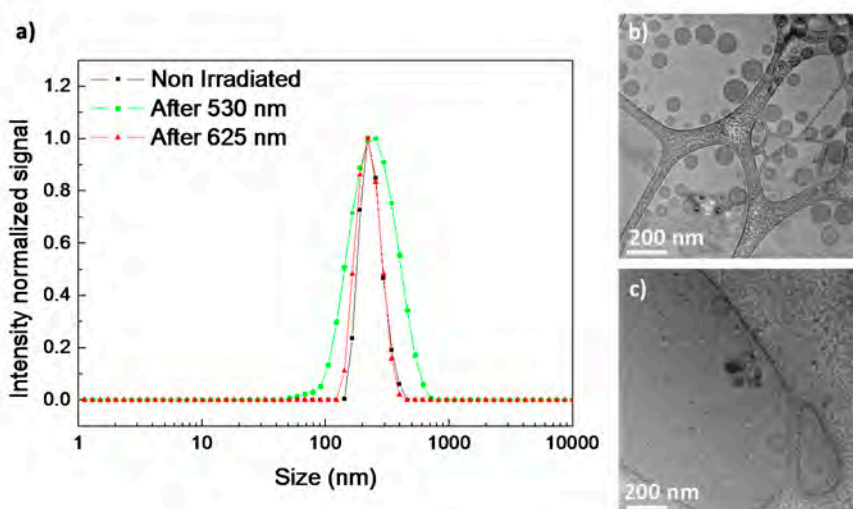 a)
Non Irradiated
After 530 nm
After 625 nm
1.2
1.0
0.8
0.6
0.4
0.2
0.0
Intensity normalized signal
1 10 100 1000 10000
Size (nm)
b)
200 nm
c)
200 nm